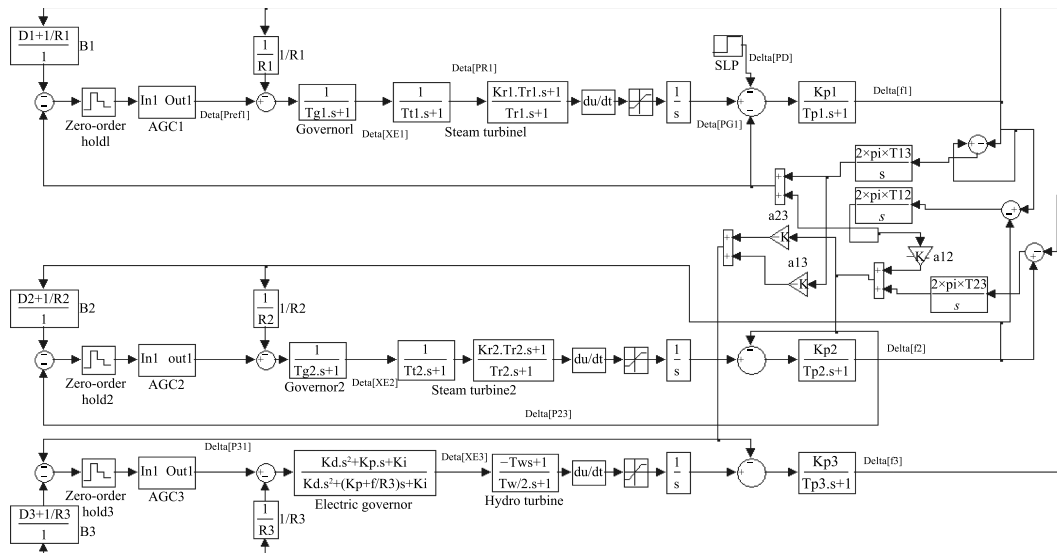 D1+1/R1
1
B1
1
R1
1/R1
Zero-order
hold1
In1 Out1
AGC1
Deta[Pref1]
1
Tg1.s+1
Governor1
Deta[XE1]
1
Tt1.s+1
Deta[PR1]
Kr1.Tr1.s+1
Tr1.s+1
Steam turbine1
du/dt
1
s
Deta[PG1]
SLP
Delta[PD]
Kp1
Tp1.s+1
Delta[f1]
2×pi×T13
s
2×pi×T12
s
a23
-K
a13
-K
-K-
a12
2×pi×T23
s
D2+1/R2
1
B2
1
R2
1/R2
Zero-order
hold2
In1 out1
AGC2
1
Tg2.s+1
Governor2
Deta[XE2]
1
Tt2.s+1
Kr2.Tr2.s+1
Tr2.s+1
Steam turbine2
du/dt
1
s
Kp2
Tp2.s+1
Delta[f2]
Delta[P23]
Delta[P31]
Zero-order
hold3
In1 Out1
AGC3
Kd.s²+Kp.s+Ki
Kd.s²+(Kp+f/R3)s+Ki
Electric governor
Deta[XE3]
−Tws+1
Tw/2.s+1
Hydro turbine
du/dt
1
s
Kp3
Tp3.s+1
Delta[f3]
D3+1/R3
1
B3
1
R3
1/R3